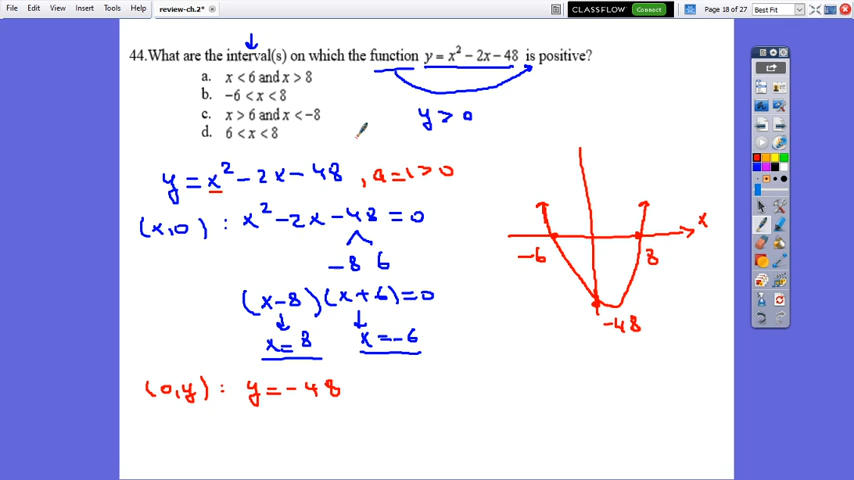 File Edit View Insert Tools Help review-ch.2* CLASSFLOW Connect Page 18 of 27 Best Fit
44.What are the interval(s) on which the function y = x² − 2x − 48 is positive?
a. x < 6 and x > 8
b. −6 < x < 8
c. x > 6 and x < −8
d. 6 < x < 8
y > 0
y = x² − 2x − 48 , a = 1 > 0
(x,0) : x² − 2x − 48 = 0
−8 6
(x−8)(x+6)=0
x = 8 x = −6
(0,y) : y = −48
x
−6 8
−48